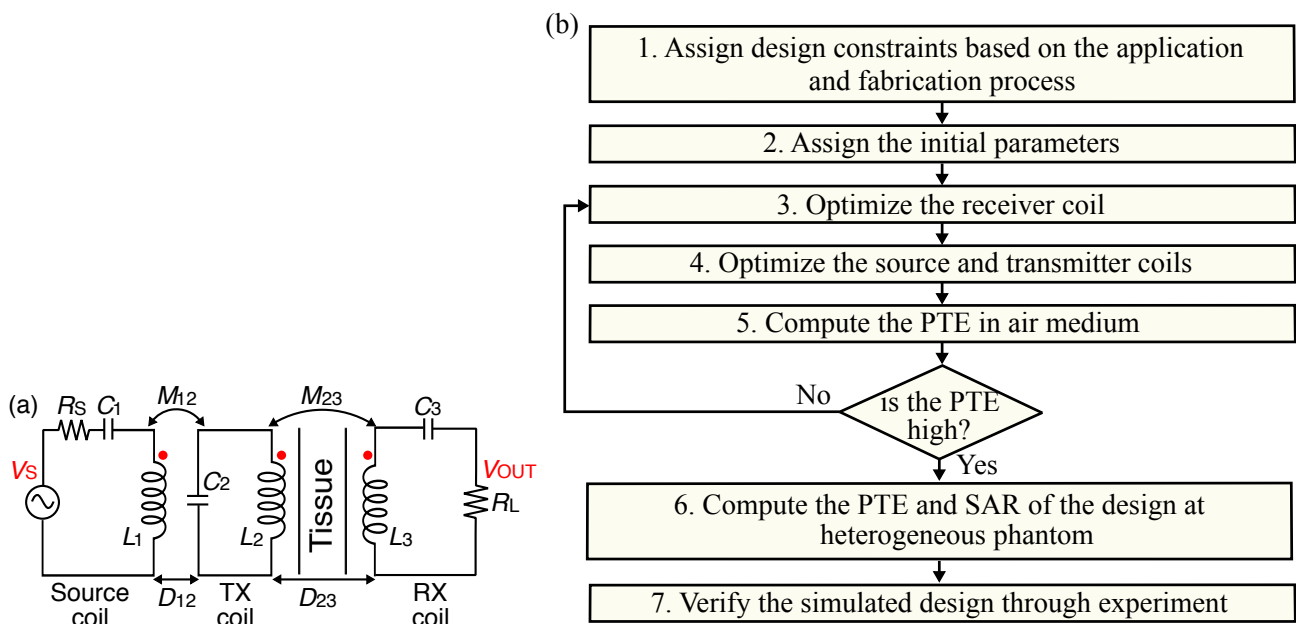 (a)
M12
M23
RS
C1
C3
VS
C2
VOUT
RL
L1
L2
Tissue
L3
Source
coil
D12
TX
coil
D23
RX
coil
(b)
1. Assign design constraints based on the application
and fabrication process
2. Assign the initial parameters
3. Optimize the receiver coil
4. Optimize the source and transmitter coils
5. Compute the PTE in air medium
No
is the PTE
high?
Yes
6. Compute the PTE and SAR of the design at
heterogeneous phantom
7. Verify the simulated design through experiment